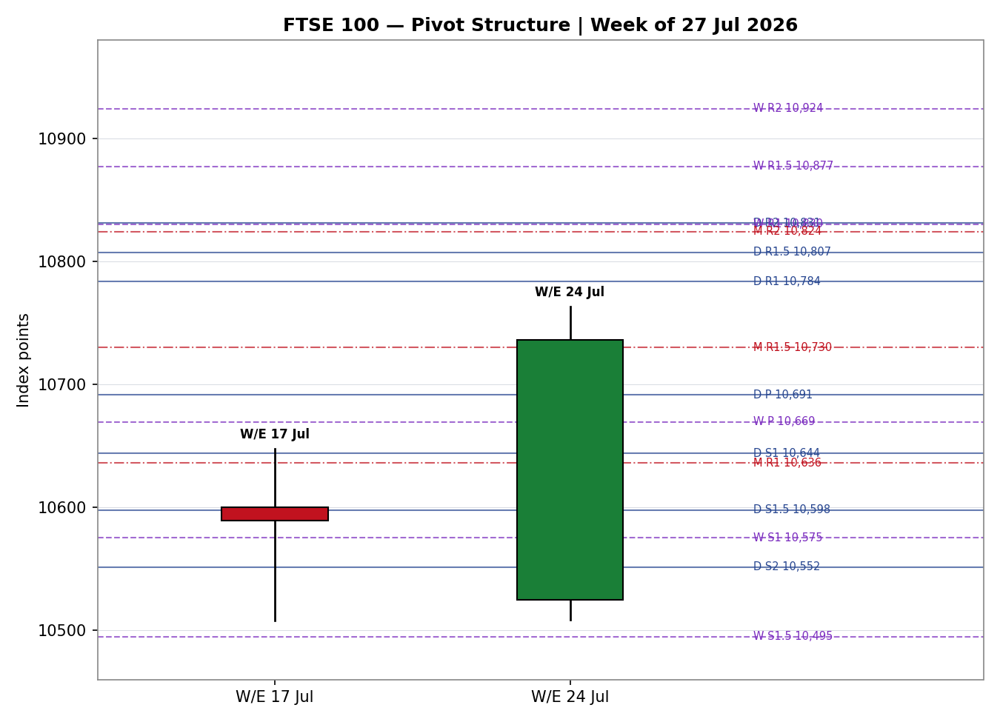 FTSE 100 — Pivot Structure | Week of 27 Jul 2026
Index points
10900
10800
10700
10600
10500
W R2 10,924
W R1.5 10,877
M R2 10,824
D R1.5 10,807
D R1 10,784
W/E 24 Jul
M R1.5 10,730
D P 10,691
W P 10,669
W/E 17 Jul
D S1 10,644
M R1 10,636
D S1.5 10,598
W S1 10,575
D S2 10,552
W S1.5 10,495
W/E 17 Jul
W/E 24 Jul